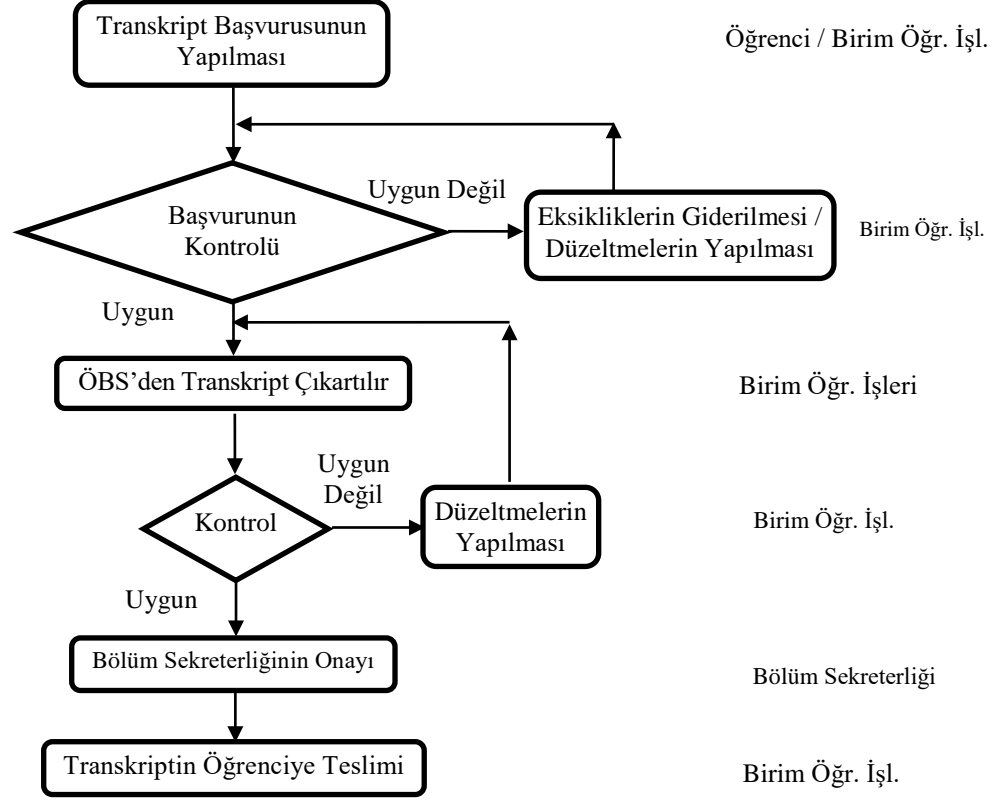 Transkript Başvurusunun
Yapılması
Öğrenci / Birim Öğr. İşl.
Uygun Değil
Başvurunun
Kontrolü
Eksikliklerin Giderilmesi /
Düzeltmelerin Yapılması
Birim Öğr. İşl.
Uygun
ÖBS’den Transkript Çıkartılır
Birim Öğr. İşleri
Uygun
Değil
Kontrol
Düzeltmelerin
Yapılması
Birim Öğr. İşl.
Uygun
Bölüm Sekreterliğinin Onayı
Bölüm Sekreterliği
Transkriptin Öğrenciye Teslimi
Birim Öğr. İşl.